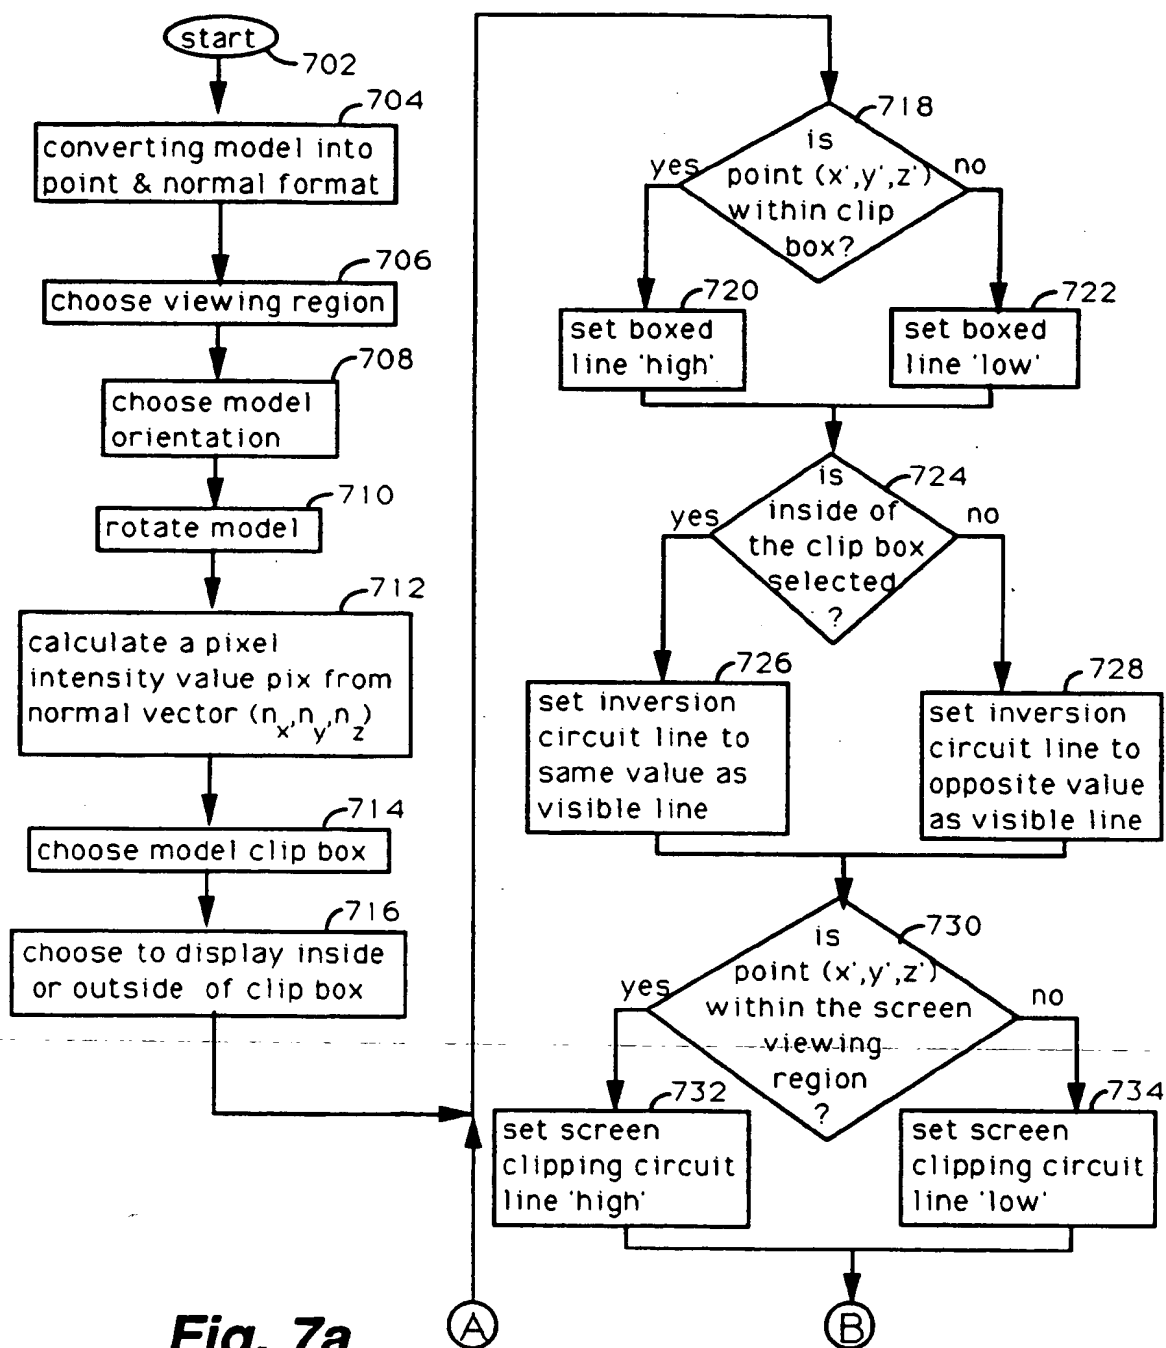 start
702
704
converting model into
point & normal format
706
choose viewing region
708
choose model
orientation
710
rotate model
712
calculate a pixel
intensity value pix from
normal vector (nx,ny,nz)
714
choose model clip box
716
choose to display inside
or outside of clip box
718
is
point (x',y',z')
within clip
box?
yes
no
720
set boxed
line 'high'
722
set boxed
line 'low'
724
is
inside of
the clip box
selected
?
yes
no
726
set inversion
circuit line to
same value as
visible line
728
set inversion
circuit line to
opposite value
as visible line
730
is
point (x',y',z')
within the screen
viewing
region
?
yes
no
732
set screen
clipping circuit
line 'high'
734
set screen
clipping circuit
line 'low'
A
B
Fig. 7a